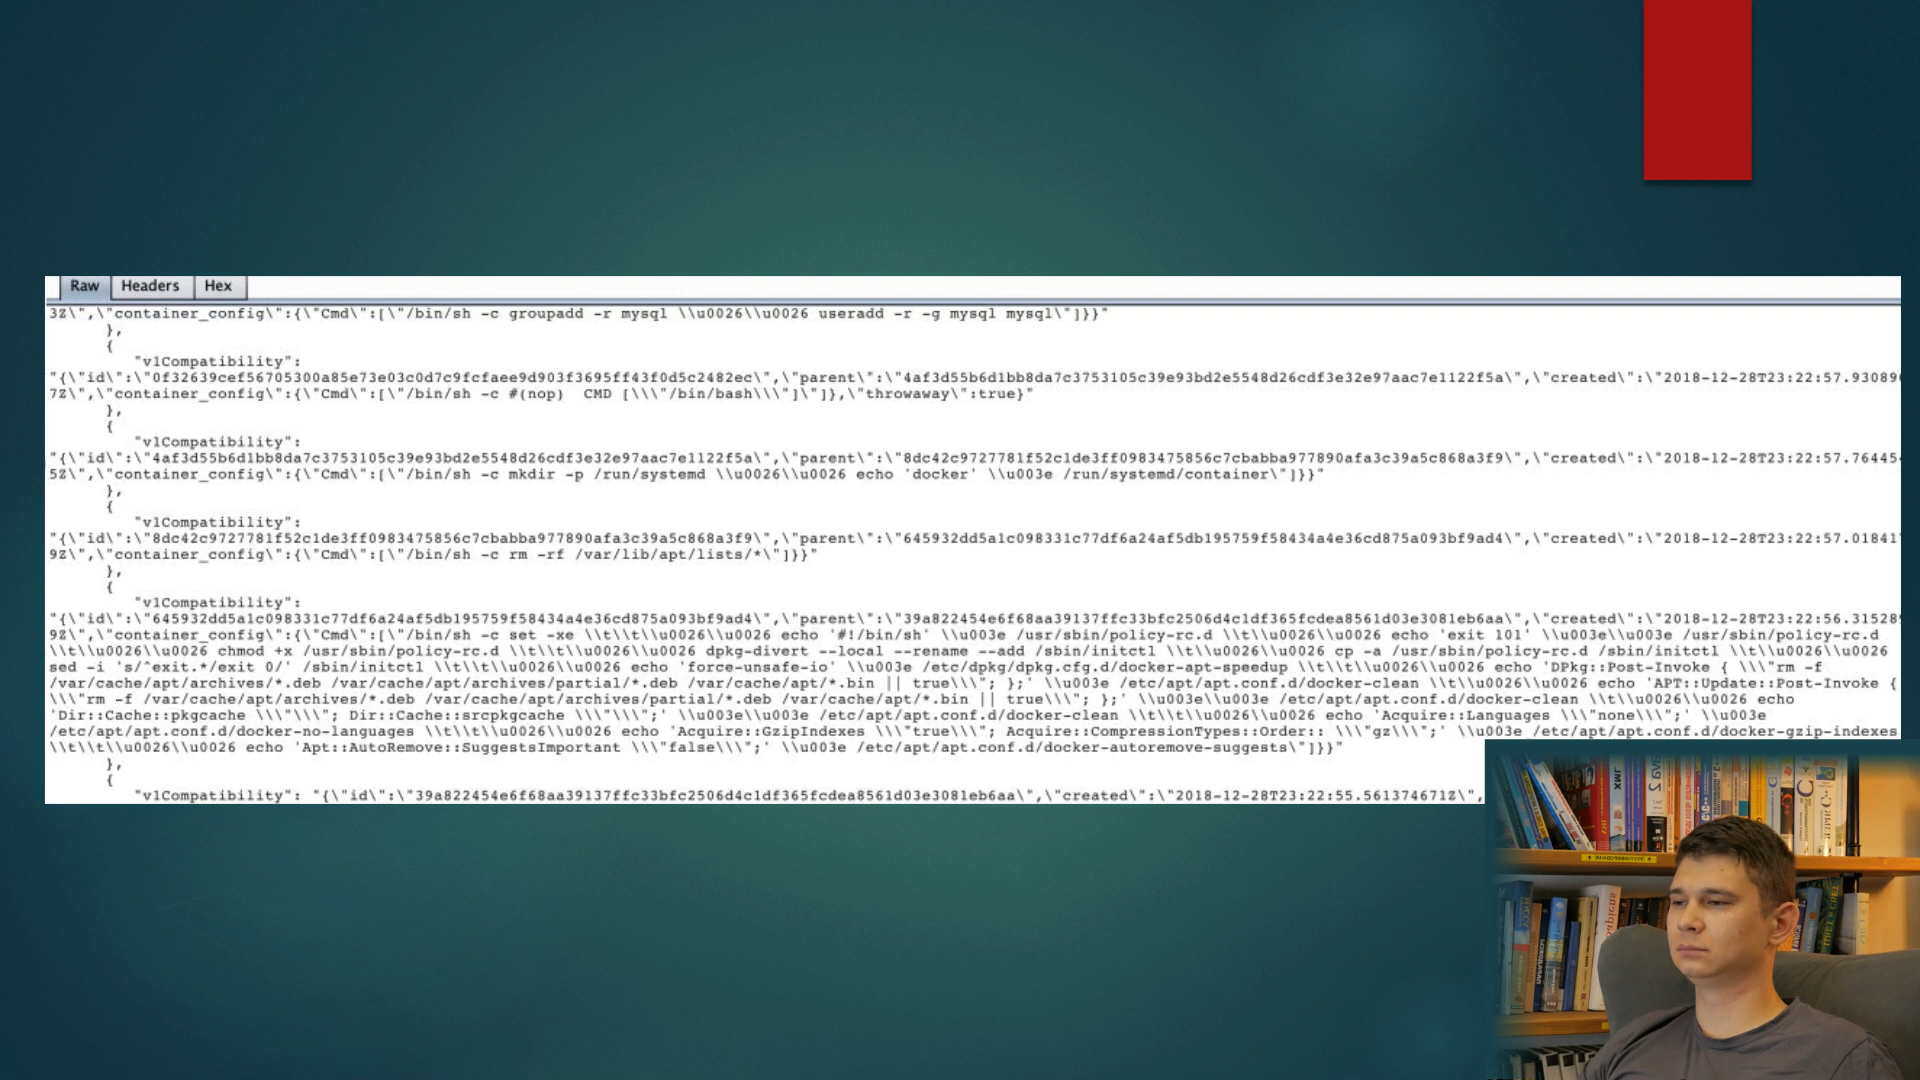 Raw Headers Hex
3Z\",\"container_config\":{\"Cmd\":[\"/bin/sh -c groupadd -r mysql \\u0026\\u0026 useradd -r -g mysql mysql\"]}}"
},
{
"v1Compatibility":
"{\"id\":\"0f32639cef56705300a85e73e03c0d7c9fcfaee9d903f3695ff43f0d5c2482ec\",\"parent\":\"4af3d55b6d1bb8da7c3753105c39e93bd2e5548d26cdf3e32e97aac7e1122f5a\",\"created\":\"2018-12-28T23:22:57.93089
7Z\",\"container_config\":{\"Cmd\":[\"/bin/sh -c #(nop)  CMD [\\\"/bin/bash\\\"]\"]},\"throwaway\":true}"
},
{
"v1Compatibility":
"{\"id\":\"4af3d55b6d1bb8da7c3753105c39e93bd2e5548d26cdf3e32e97aac7e1122f5a\",\"parent\":\"8dc42c9727781f52c1de3ff0983475856c7cbabba977890afa3c39a5c868a3f9\",\"created\":\"2018-12-28T23:22:57.76445
5Z\",\"container_config\":{\"Cmd\":[\"/bin/sh -c mkdir -p /run/systemd \\u0026\\u0026 echo 'docker' \\u003e /run/systemd/container\"]}}"
},
{
"v1Compatibility":
"{\"id\":\"8dc42c9727781f52c1de3ff0983475856c7cbabba977890afa3c39a5c868a3f9\",\"parent\":\"645932dd5a1c098331c77df6a24af5db195759f58434a4e36cd875a093bf9ad4\",\"created\":\"2018-12-28T23:22:57.01841
9Z\",\"container_config\":{\"Cmd\":[\"/bin/sh -c rm -rf /var/lib/apt/lists/*\"]}}"
},
{
"v1Compatibility":
"{\"id\":\"645932dd5a1c098331c77df6a24af5db195759f58434a4e36cd875a093bf9ad4\",\"parent\":\"39a822454e6f68aa39137ffc33bfc2506d4c1df365fcdea8561d03e3081eb6aa\",\"created\":\"2018-12-28T23:22:56.31528
9Z\",\"container_config\":{\"Cmd\":[\"/bin/sh -c set -xe \\t\\t\\u0026\\u0026 echo '#!/bin/sh' \\u003e /usr/sbin/policy-rc.d \\t\\u0026\\u0026 echo 'exit 101' \\u003e\\u003e /usr/sbin/policy-rc.d
\\t\\u0026\\u0026 chmod +x /usr/sbin/policy-rc.d \\t\\t\\u0026\\u0026 dpkg-divert --local --rename --add /sbin/initctl \\t\\u0026\\u0026 cp -a /usr/sbin/policy-rc.d /sbin/initctl \\t\\u0026\\u0026
sed -i 's/^exit.*/exit 0/' /sbin/initctl \\t\\t\\u0026\\u0026 echo 'force-unsafe-io' \\u003e /etc/dpkg/dpkg.cfg.d/docker-apt-speedup \\t\\t\\u0026\\u0026 echo 'DPkg::Post-Invoke { \\\"rm -f
/var/cache/apt/archives/*.deb /var/cache/apt/archives/partial/*.deb /var/cache/apt/*.bin || true\\\"; };' \\u003e /etc/apt/apt.conf.d/docker-clean \\t\\u0026\\u0026 echo 'APT::Update::Post-Invoke {
\\\"rm -f /var/cache/apt/archives/*.deb /var/cache/apt/archives/partial/*.deb /var/cache/apt/*.bin || true\\\"; };' \\u003e\\u003e /etc/apt/apt.conf.d/docker-clean \\t\\u0026\\u0026 echo
'Dir::Cache::pkgcache \\\"\\\"; Dir::Cache::srcpkgcache \\\"\\\";' \\u003e\\u003e /etc/apt/apt.conf.d/docker-clean \\t\\t\\u0026\\u0026 echo 'Acquire::Languages \\\"none\\\";' \\u003e
/etc/apt/apt.conf.d/docker-no-languages \\t\\t\\u0026\\u0026 echo 'Acquire::GzipIndexes \\\"true\\\"; Acquire::CompressionTypes::Order:: \\\"gz\\\";' \\u003e /etc/apt/apt.conf.d/docker-gzip-indexes
\\t\\t\\u0026\\u0026 echo 'Apt::AutoRemove::SuggestsImportant \\\"false\\\";' \\u003e /etc/apt/apt.conf.d/docker-autoremove-suggests\"]}}"
},
{
"v1Compatibility": "{\"id\":\"39a822454e6f68aa39137ffc33bfc2506d4c1df365fcdea8561d03e3081eb6aa\",\"created\":\"2018-12-28T23:22:55.561374671Z\",